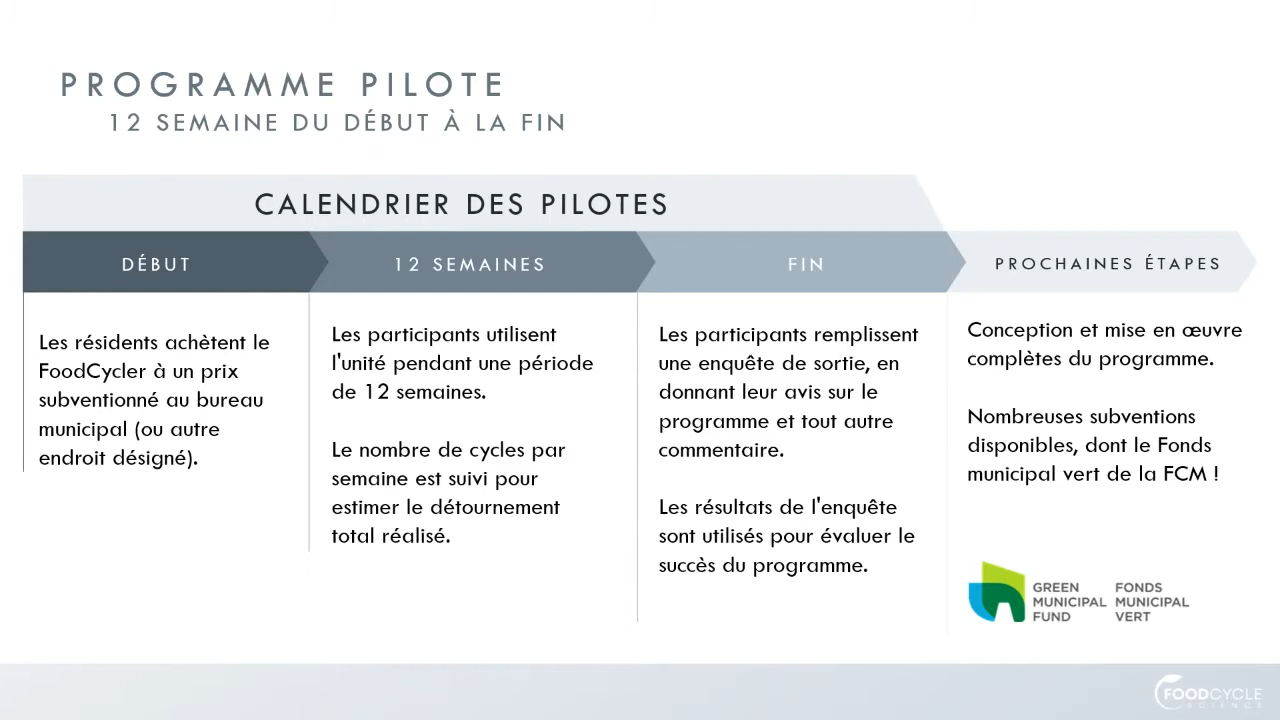 PROGRAMME PILOTE
12 SEMAINE DU DÉBUT À LA FIN
CALENDRIER DES PILOTES
DÉBUT
12 SEMAINES
FIN
PROCHAINES ÉTAPES
Les résidents achètent le
FoodCycler à un prix
subventionné au bureau
municipal (ou autre
endroit désigné).
Les participants utilisent
l'unité pendant une période
de 12 semaines.
Le nombre de cycles par
semaine est suivi pour
estimer le détournement
total réalisé.
Les participants remplissent
une enquête de sortie, en
donnant leur avis sur le
programme et tout autre
commentaire.
Les résultats de l'enquête
sont utilisés pour évaluer le
succès du programme.
Conception et mise en œuvre
complètes du programme.
Nombreuses subventions
disponibles, dont le Fonds
municipal vert de la FCM !
GREEN
MUNICIPAL
FUND
FONDS
MUNICIPAL
VERT
FOODCYCLE
SCIENCE